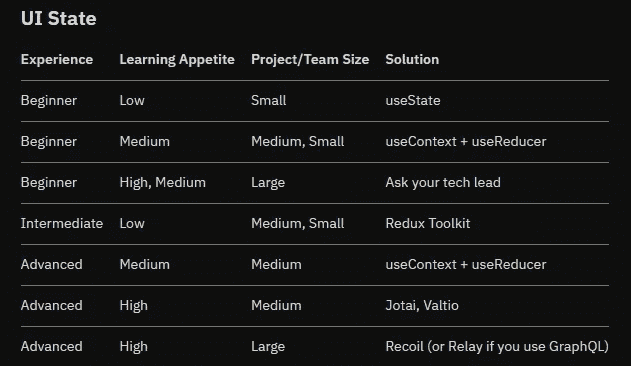 UI State
Experience Learning Appetite Project/Team Size Solution
Beginner Low Small useState
Beginner Medium Medium, Small useContext + useReducer
Beginner High, Medium Large Ask your tech lead
Intermediate Low Medium, Small Redux Toolkit
Advanced Medium Medium useContext + useReducer
Advanced High Medium Jotai, Valtio
Advanced High Large Recoil (or Relay if you use GraphQL)